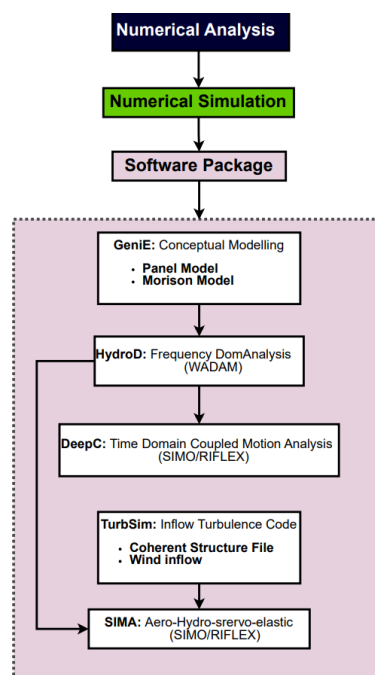 Numerical Analysis
Numerical Simulation
Software Package
GeniE: Conceptual Modelling
• Panel Model
• Morison Model
HydroD: Frequency DomAnalysis
(WADAM)
DeepC: Time Domain Coupled Motion Analysis
(SIMO/RIFLEX)
TurbSim: Inflow Turbulence Code
• Coherent Structure File
• Wind inflow
SIMA: Aero-Hydro-srervo-elastic
(SIMO/RIFLEX)